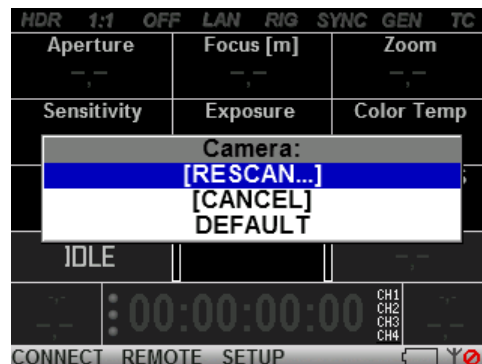 HDR 1:1 OFF LAN RIG SYNC GEN TC
Aperture Focus [m] Zoom
-,- -,- -,-
Sensitivity Exposure Color Temp
Camera:
[RESCAN...]
[CANCEL]
DEFAULT
IDLE -,-
-,- 00:00:00:00 CH1 -,-
CH2
-,- CH3 -,-
CH4
CONNECT REMOTE SETUP